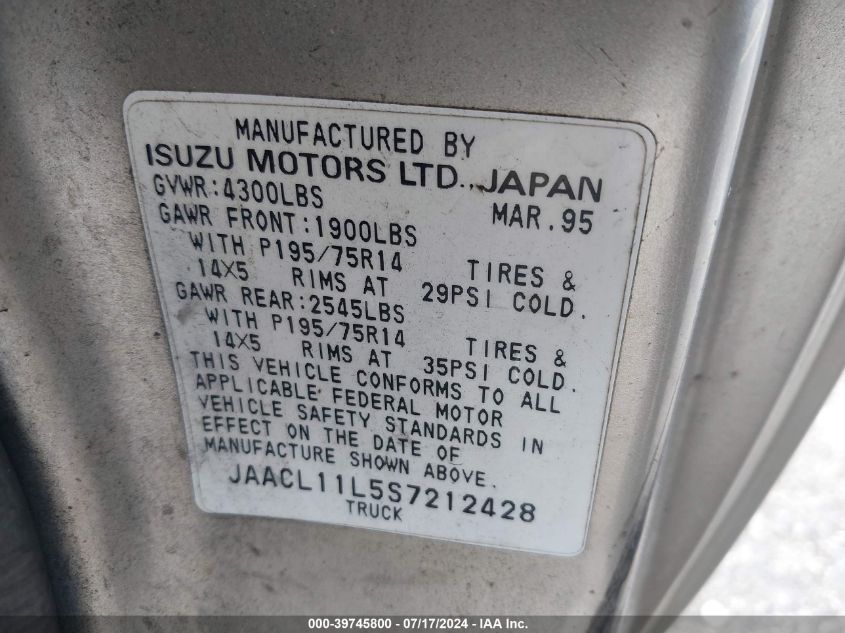 MANUFACTURED BY
ISUZU MOTORS LTD., JAPAN
GVWR:4300LBS MAR.95
GAWR FRONT:1900LBS
WITH P195/75R14 TIRES &
14X5 RIMS AT 29PSI COLD.
GAWR REAR:2545LBS
WITH P195/75R14 TIRES &
14X5 RIMS AT 35PSI COLD.
THIS VEHICLE CONFORMS TO ALL
APPLICABLE FEDERAL MOTOR
VEHICLE SAFETY STANDARDS IN
EFFECT ON THE DATE OF
MANUFACTURE SHOWN ABOVE.
JAACL11L5S7212428
TRUCK
000-39745800 - 07/17/2024 - IAA Inc.